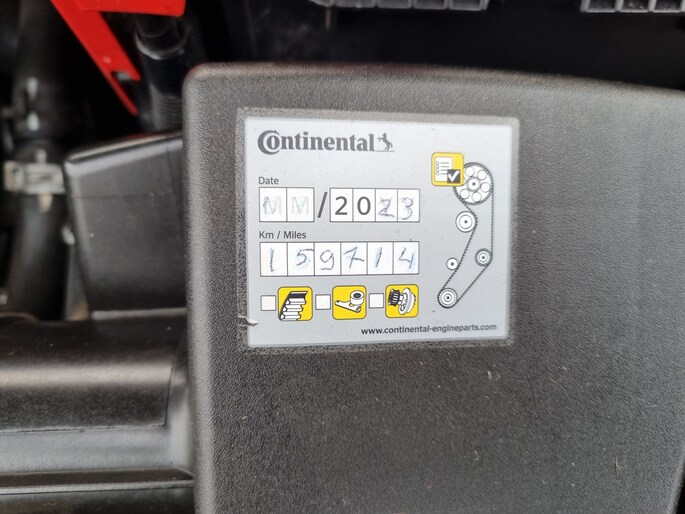 Continental
Date
MM/2023
Km / Miles
159714
www.continental-engineparts.com